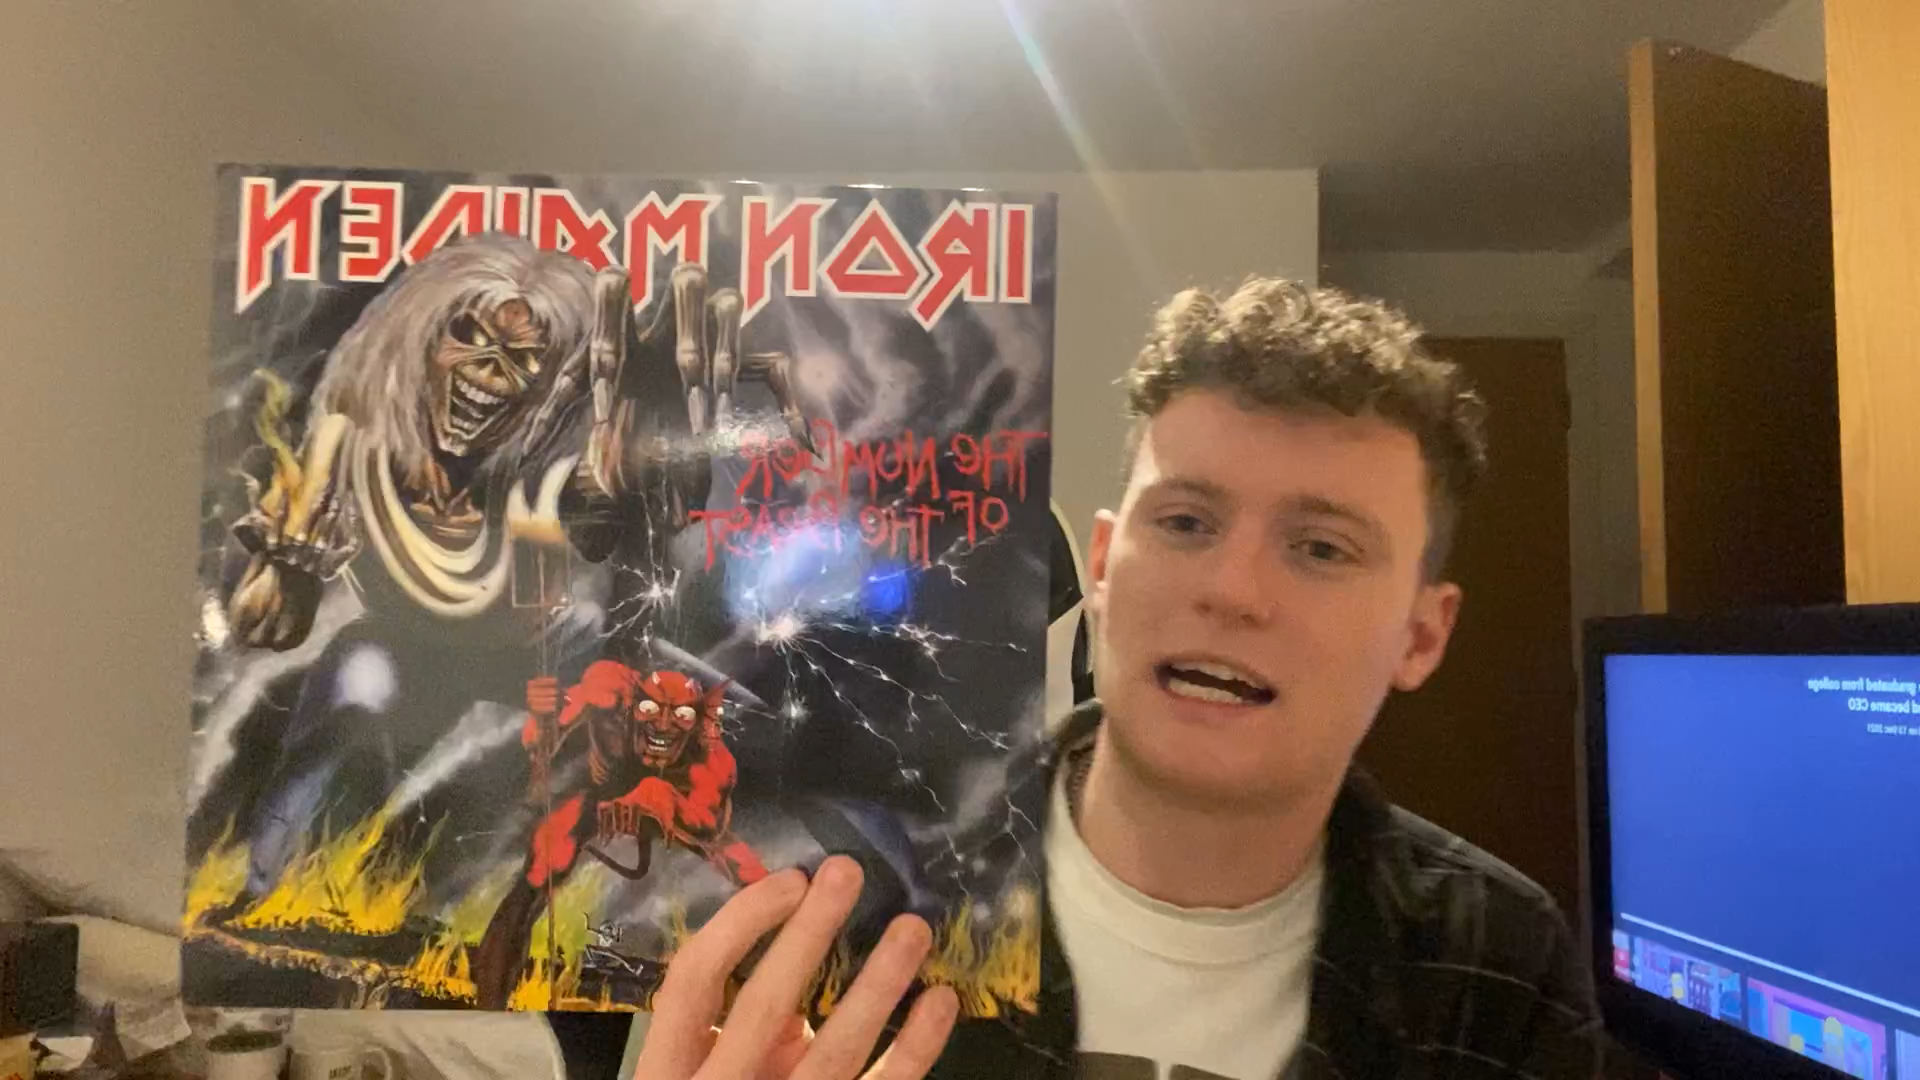 IRON MAIDEN
THE NUMBER
OF THE BEAST
graduated from college
d became CEO